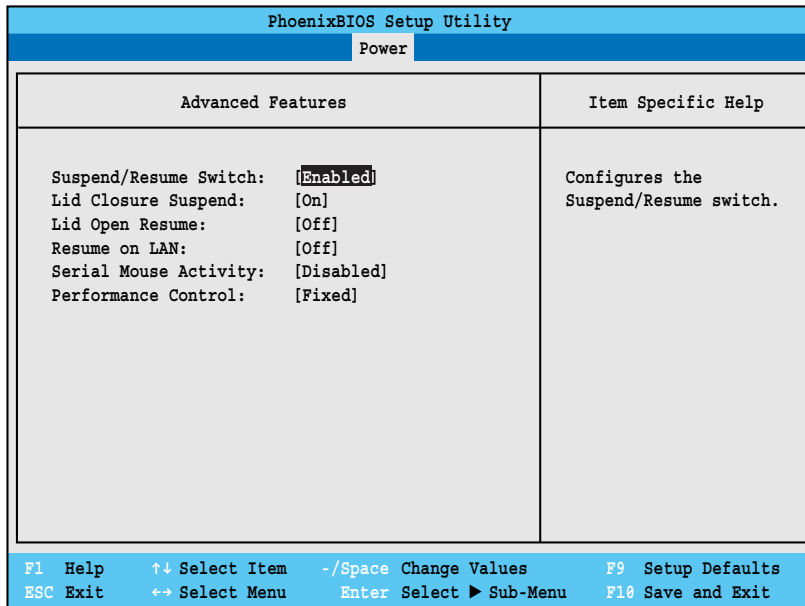 PhoenixBIOS Setup Utility
Power
Advanced Features
Item Specific Help
Suspend/Resume Switch: [Enabled]
Lid Closure Suspend: [On]
Lid Open Resume: [Off]
Resume on LAN: [Off]
Serial Mouse Activity: [Disabled]
Performance Control: [Fixed]
Configures the
Suspend/Resume switch.
F1 Help ↑↓ Select Item -/Space Change Values F9 Setup Defaults
ESC Exit ←→ Select Menu Enter Select ▶ Sub-Menu F10 Save and Exit